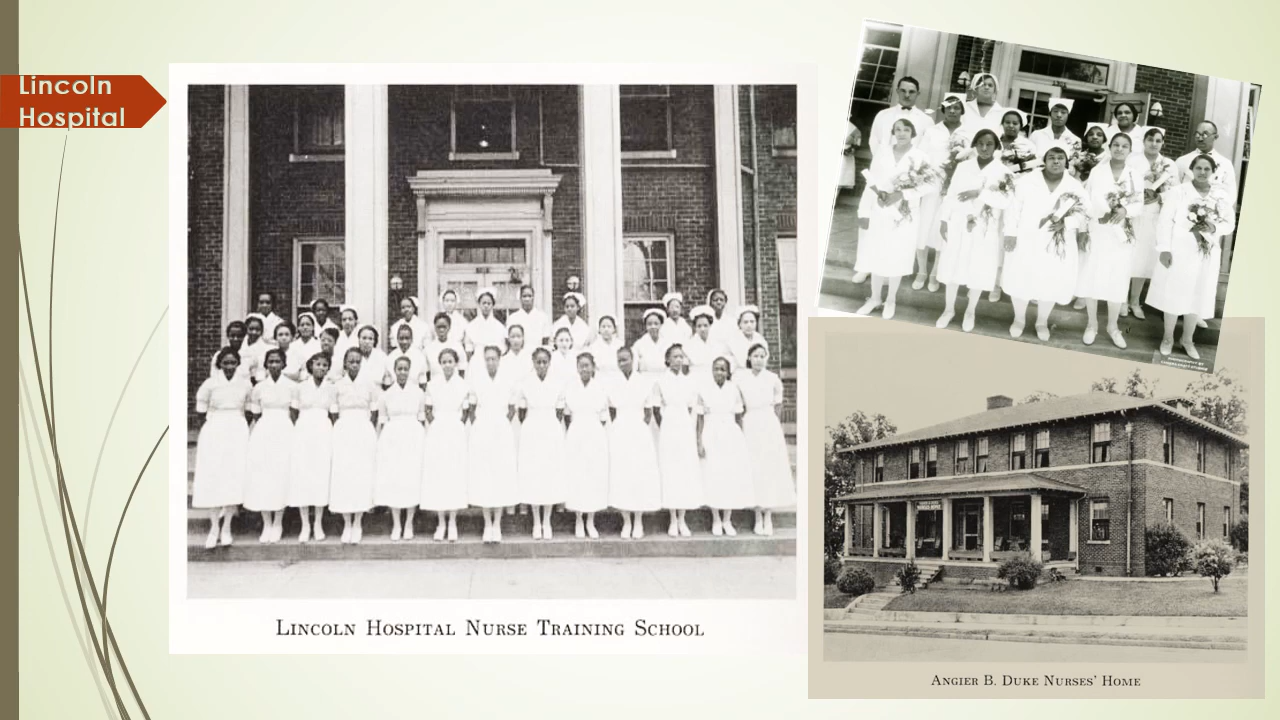 Lincoln
Hospital
Lincoln Hospital Nurse Training School
Angier B. Duke Nurses' Home